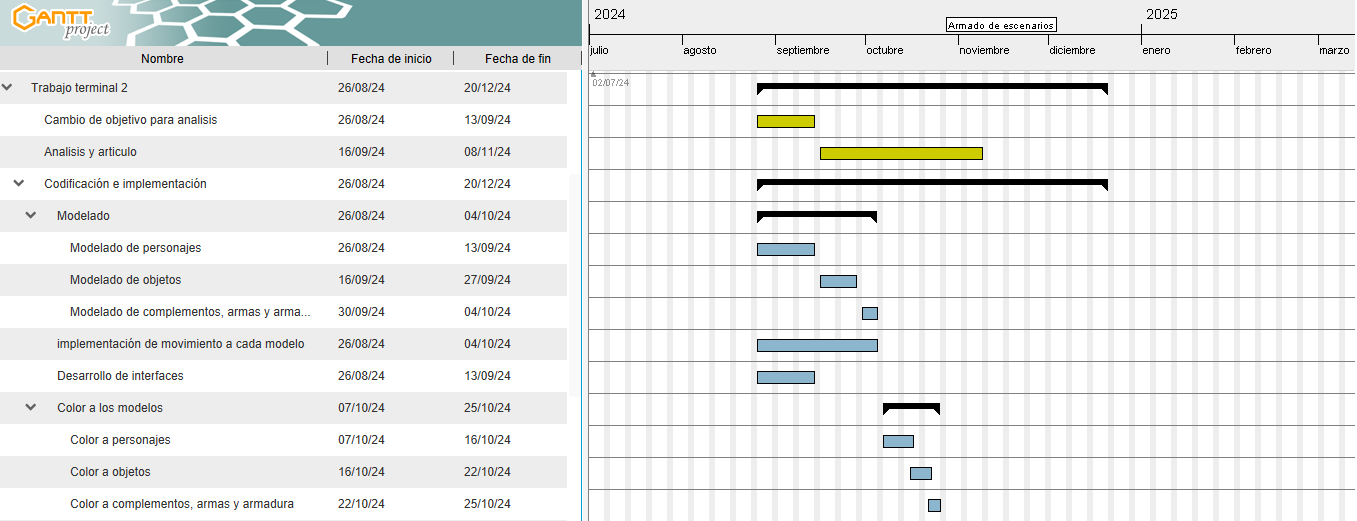 GANTT
project
2024 2025
Armado de escenarios
julio agosto septiembre octubre noviembre diciembre enero febrero marzo
Nombre Fecha de inicio Fecha de fin
02/07/24
Trabajo terminal 2 26/08/24 20/12/24
Cambio de objetivo para analisis 26/08/24 13/09/24
Analisis y articulo 16/09/24 08/11/24
Codificación e implementación 26/08/24 20/12/24
Modelado 26/08/24 04/10/24
Modelado de personajes 26/08/24 13/09/24
Modelado de objetos 16/09/24 27/09/24
Modelado de complementos, armas y arma... 30/09/24 04/10/24
implementación de movimiento a cada modelo 26/08/24 04/10/24
Desarrollo de interfaces 26/08/24 13/09/24
Color a los modelos 07/10/24 25/10/24
Color a personajes 07/10/24 16/10/24
Color a objetos 16/10/24 22/10/24
Color a complementos, armas y armadura 22/10/24 25/10/24